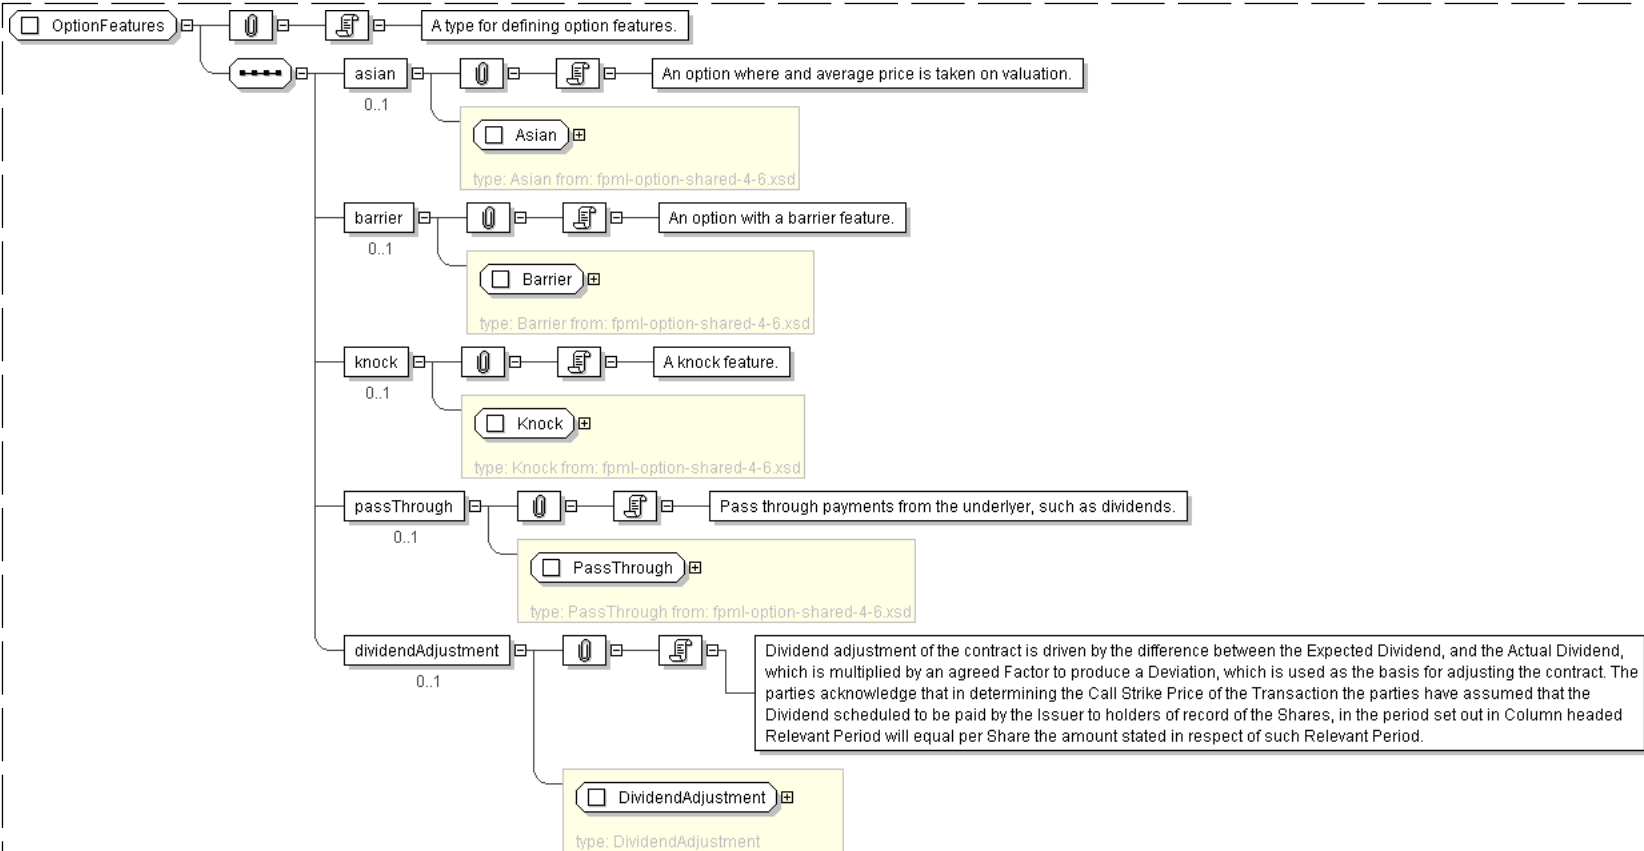 OptionFeatures
A type for defining option features.
asian
An option where and average price is taken on valuation.
0..1
Asian
type: Asian from: fpml-option-shared-4-6.xsd
barrier
An option with a barrier feature.
0..1
Barrier
type: Barrier from: fpml-option-shared-4-6.xsd
knock
A knock feature.
0..1
Knock
type: Knock from: fpml-option-shared-4-6.xsd
passThrough
Pass through payments from the underlyer, such as dividends.
0..1
PassThrough
type: PassThrough from: fpml-option-shared-4-6.xsd
dividendAdjustment
0..1
Dividend adjustment of the contract is driven by the difference between the Expected Dividend, and the Actual Dividend,
which is multiplied by an agreed Factor to produce a Deviation, which is used as the basis for adjusting the contract. The
parties acknowledge that in determining the Call Strike Price of the Transaction the parties have assumed that the
Dividend scheduled to be paid by the Issuer to holders of record of the Shares, in the period set out in Column headed
Relevant Period will equal per Share the amount stated in respect of such Relevant Period.
DividendAdjustment
type: DividendAdjustment